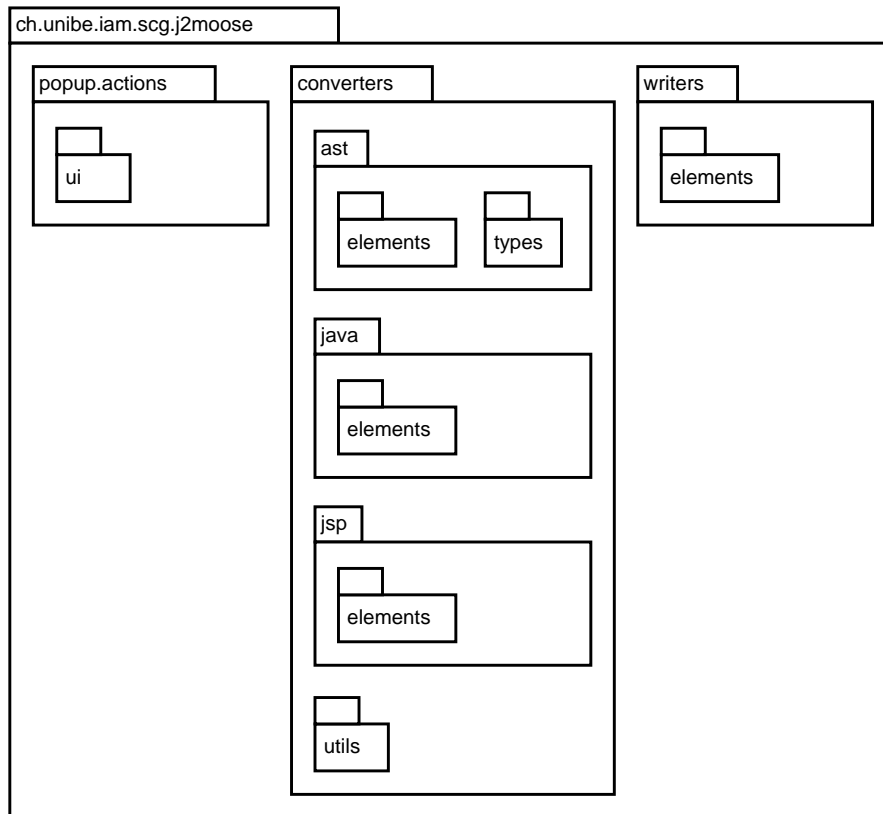 ch.unibe.iam.scg.j2moose
popup.actions
ui
converters
ast
elements
types
java
elements
jsp
elements
utils
writers
elements